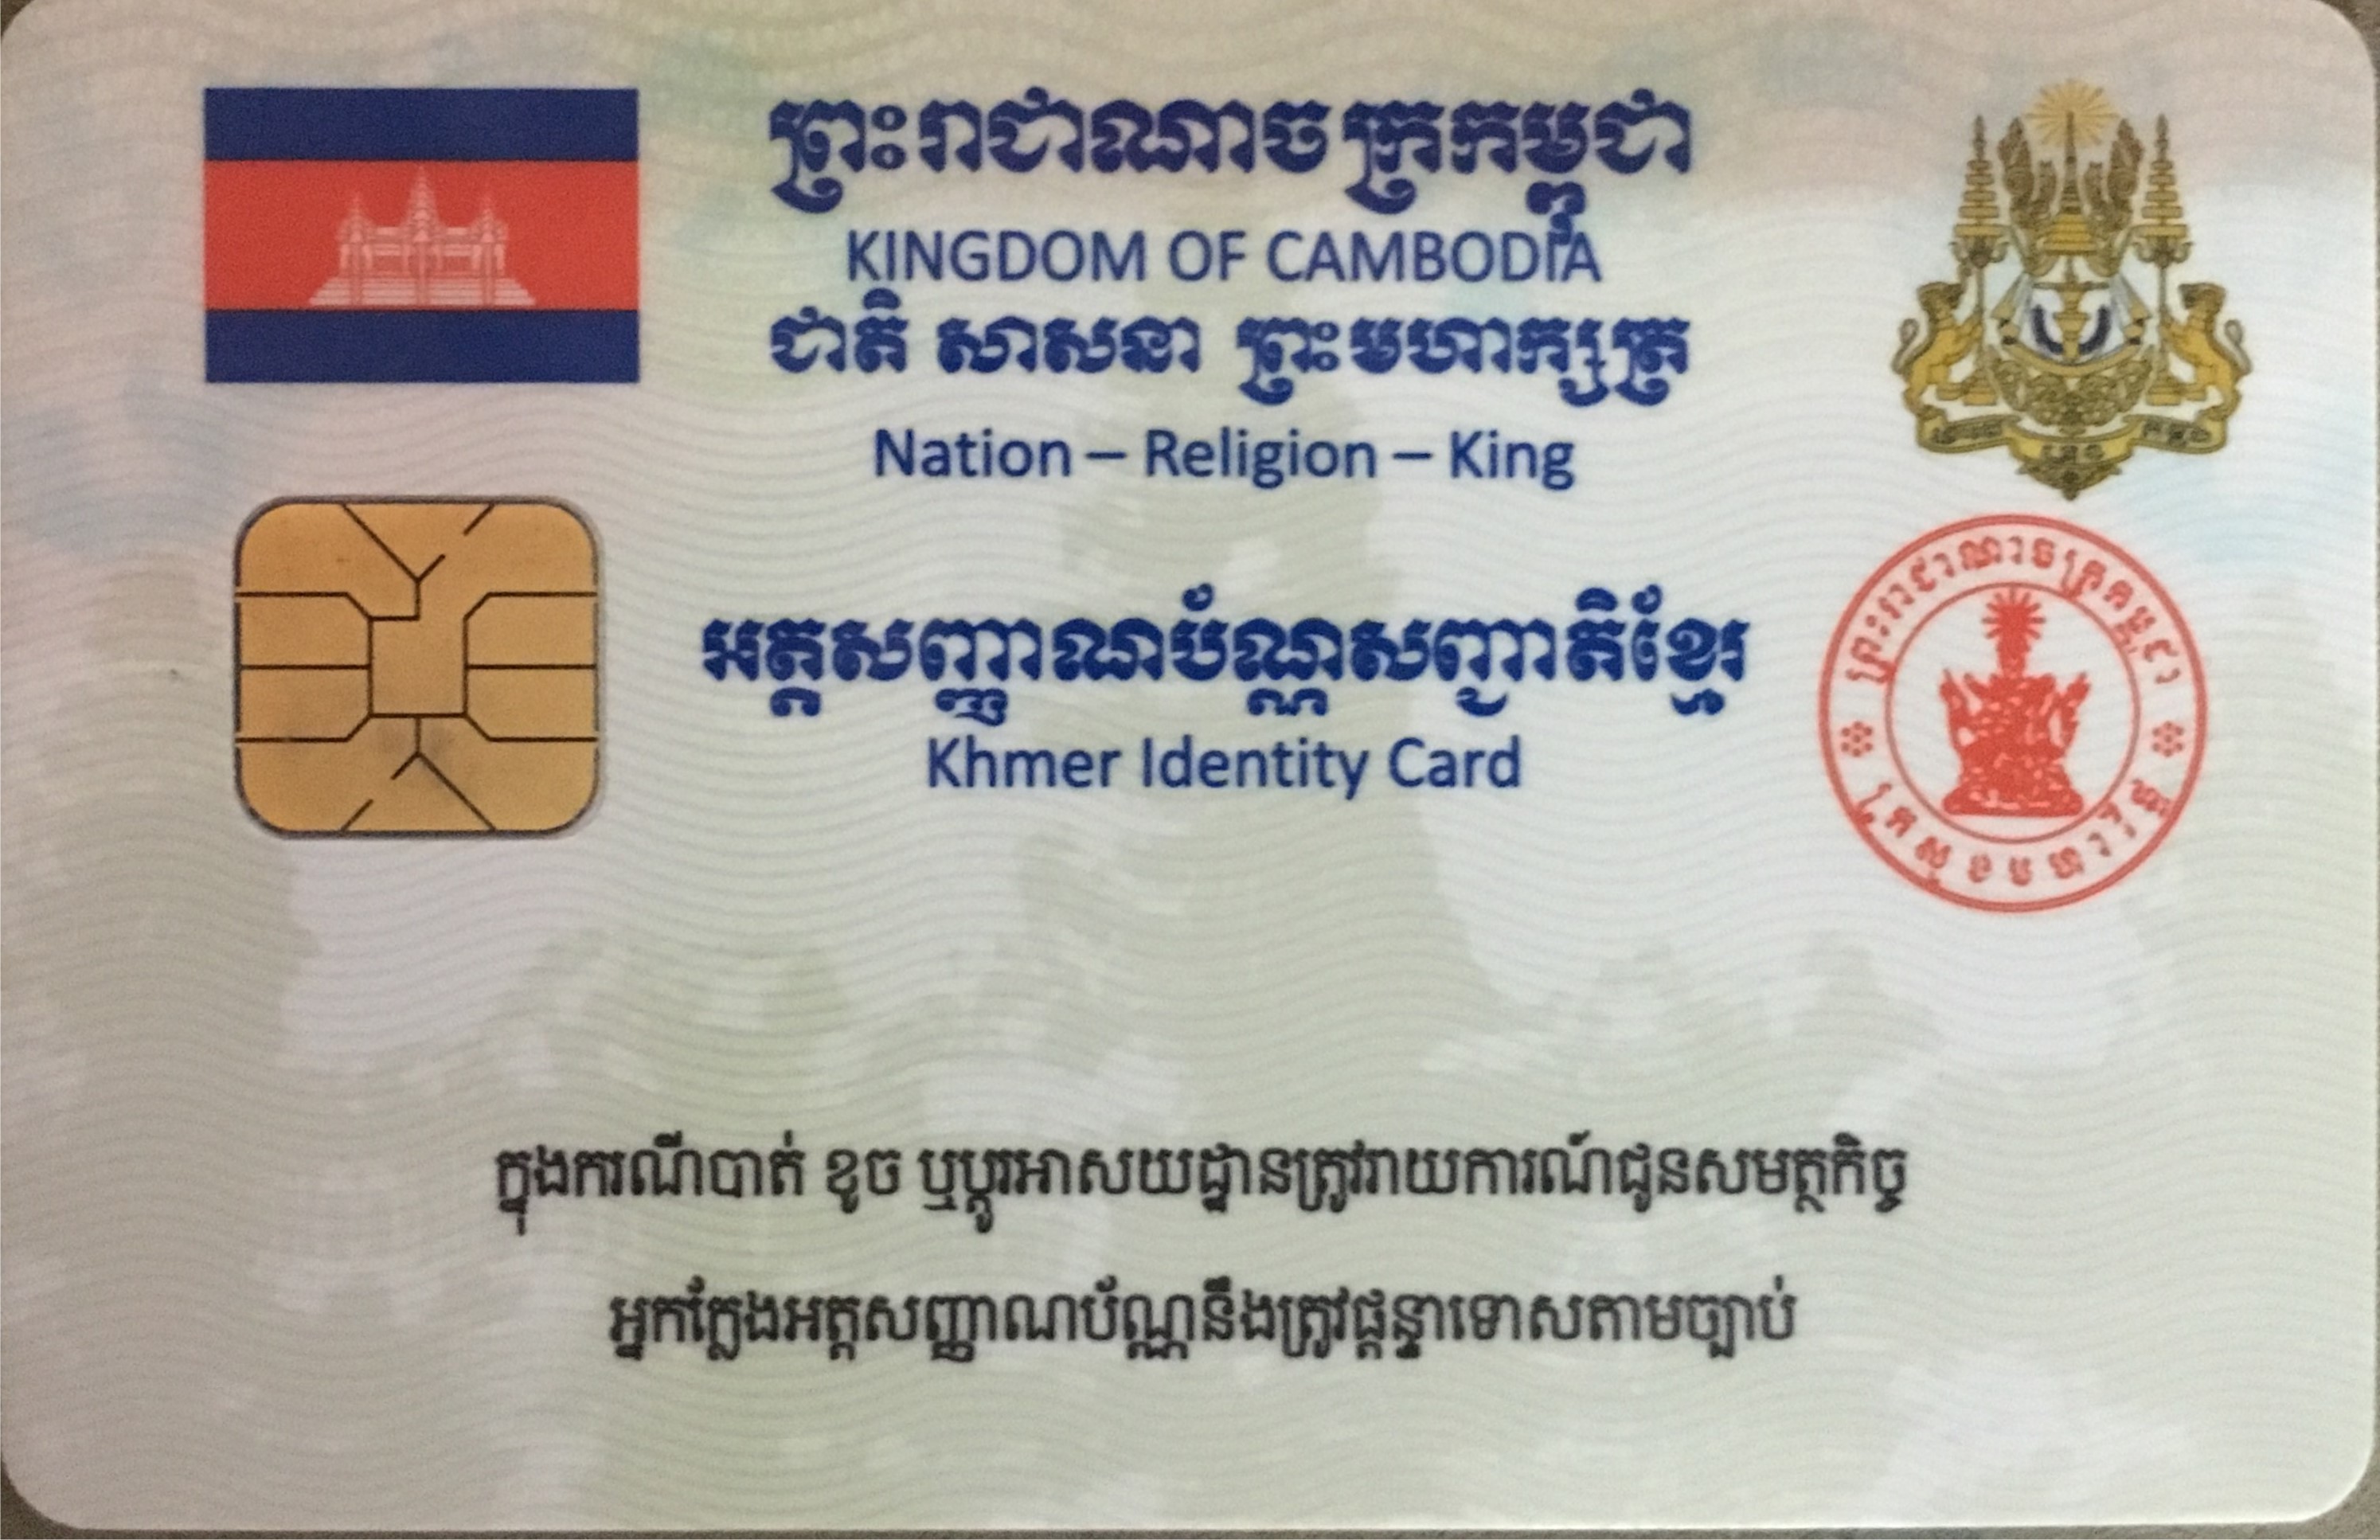 ព្រះរាជាណាចក្រកម្ពុជា
KINGDOM OF CAMBODIA
ជាតិ សាសនា ព្រះមហាក្សត្រ
Nation – Religion – King
អត្តសញ្ញាណប័ណ្ណសញ្ជាតិខ្មែរ
Khmer Identity Card
ព្រះរាជាណាចក្រកម្ពុជា
ក្រសួងមហាផ្ទៃ
ក្នុងករណីបាត់ ខូច ឬប្តូរអាសយដ្ឋានត្រូវរាយការណ៍ជូនសមត្ថកិច្ច
អ្នកក្លែងអត្តសញ្ញាណប័ណ្ណនឹងត្រូវផ្តន្ទាទោសតាមច្បាប់